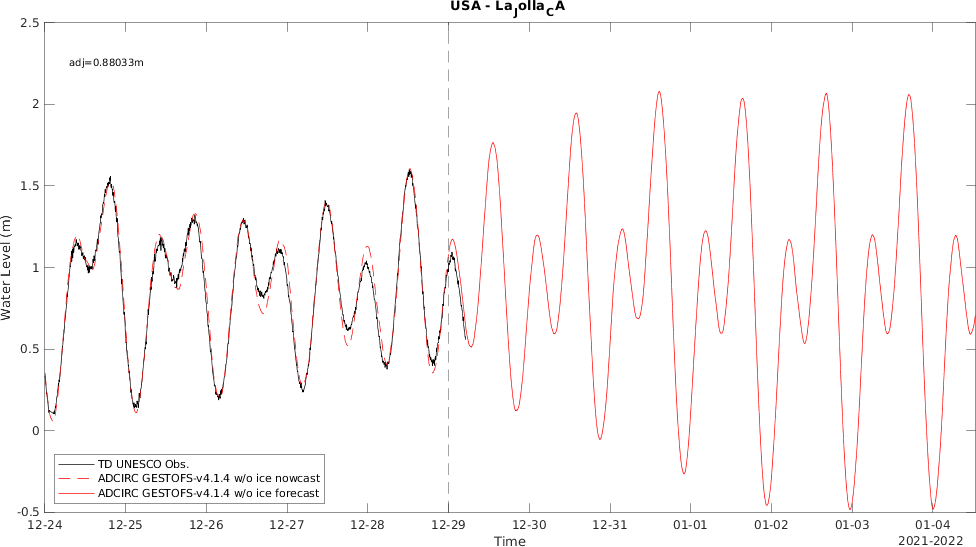 USA - LaJollaCA
2.5
adj=0.88033m
2
1.5
1
0.5
0
-0.5
Water Level (m)
TD UNESCO Obs.
ADCIRC GESTOFS-v4.1.4 w/o ice nowcast
ADCIRC GESTOFS-v4.1.4 w/o ice forecast
12-24 12-25 12-26 12-27 12-28 12-29 12-30 12-31 01-01 01-02 01-03 01-04
Time
2021-2022